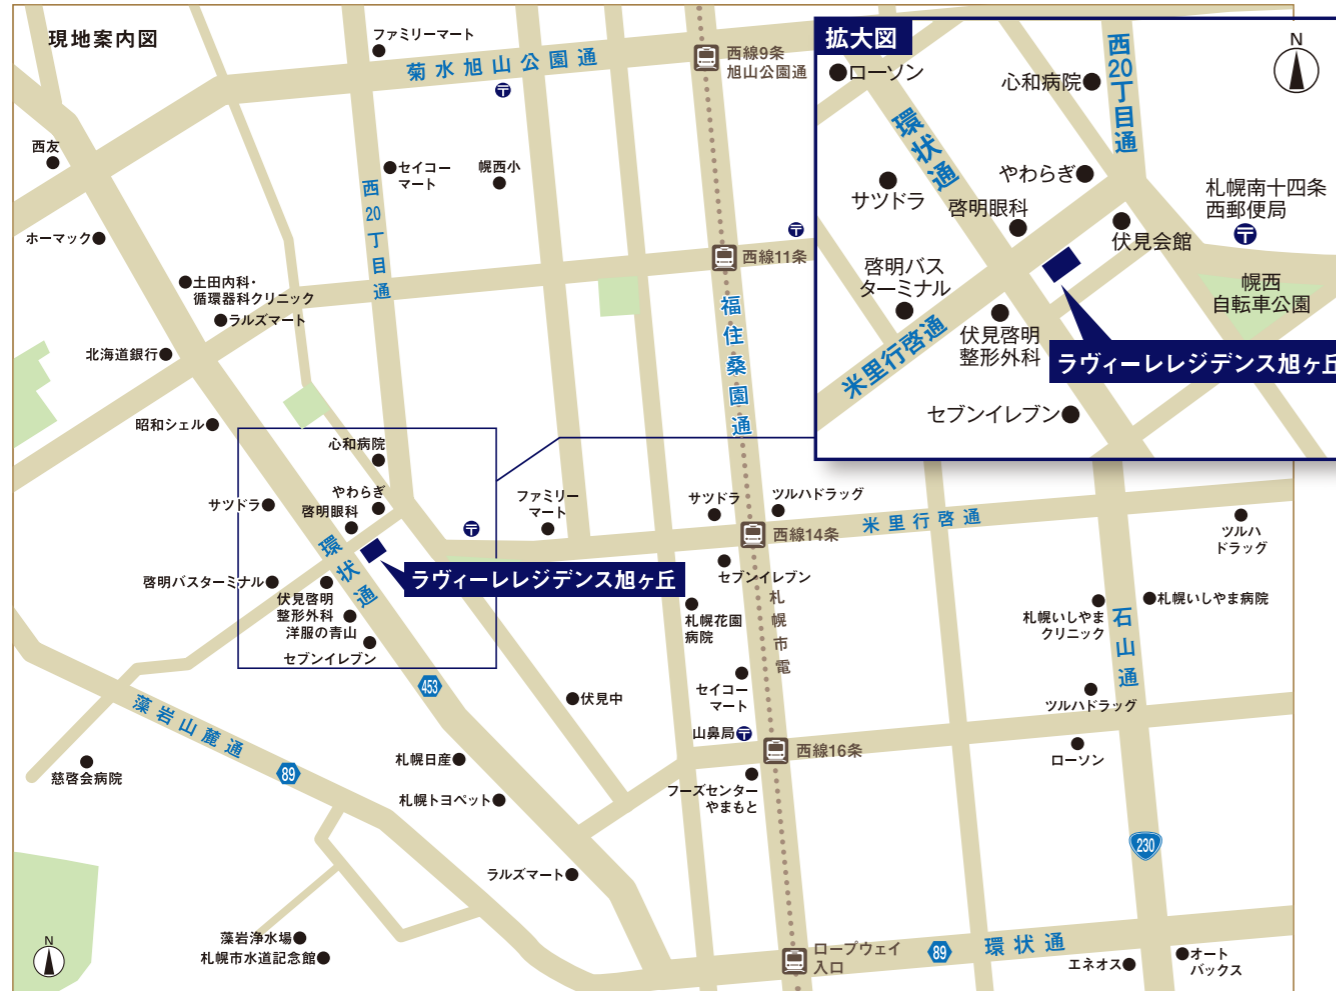 現地案内図
ファミリーマート
菊水旭山公園通
西線9条
旭山公園通
西友
セイコー
マート
幌西小
西20丁目通
ホーマック
土田内科・
循環器科クリニック
ラルズマート
西線11条
福住桑園通
北海道銀行
昭和シェル
心和病院
やわらぎ
サツドラ
啓明眼科
環状通
ファミリー
マート
サツドラ
ツルハドラッグ
西線14条
米里行啓通
ツルハ
ドラッグ
啓明バスターミナル
ラヴィーレレジデンス旭ヶ丘
伏見啓明
整形外科
洋服の青山
セブンイレブン
セブンイレブン
札幌市電
札幌花園
病院
札幌いしやま
クリニック
札幌いしやま病院
石山通
453
伏見中
セイコー
マート
ツルハドラッグ
山鼻局
西線16条
ローソン
藻岩山麓通
89
慈啓会病院
札幌日産
札幌トヨペット
フーズセンター
やまもと
230
ラルズマート
藻岩浄水場
札幌市水道記念館
N
ロープウェイ
入口
89
環状通
エネオス
オート
バックス
拡大図
N
ローソン
心和病院
西20丁目通
環状通
やわらぎ
サツドラ
啓明眼科
札幌南十四条
西郵便局
伏見会館
啓明バス
ターミナル
幌西
自転車公園
伏見啓明
整形外科
米里行啓通
ラヴィーレレジデンス旭ヶ丘
セブンイレブン